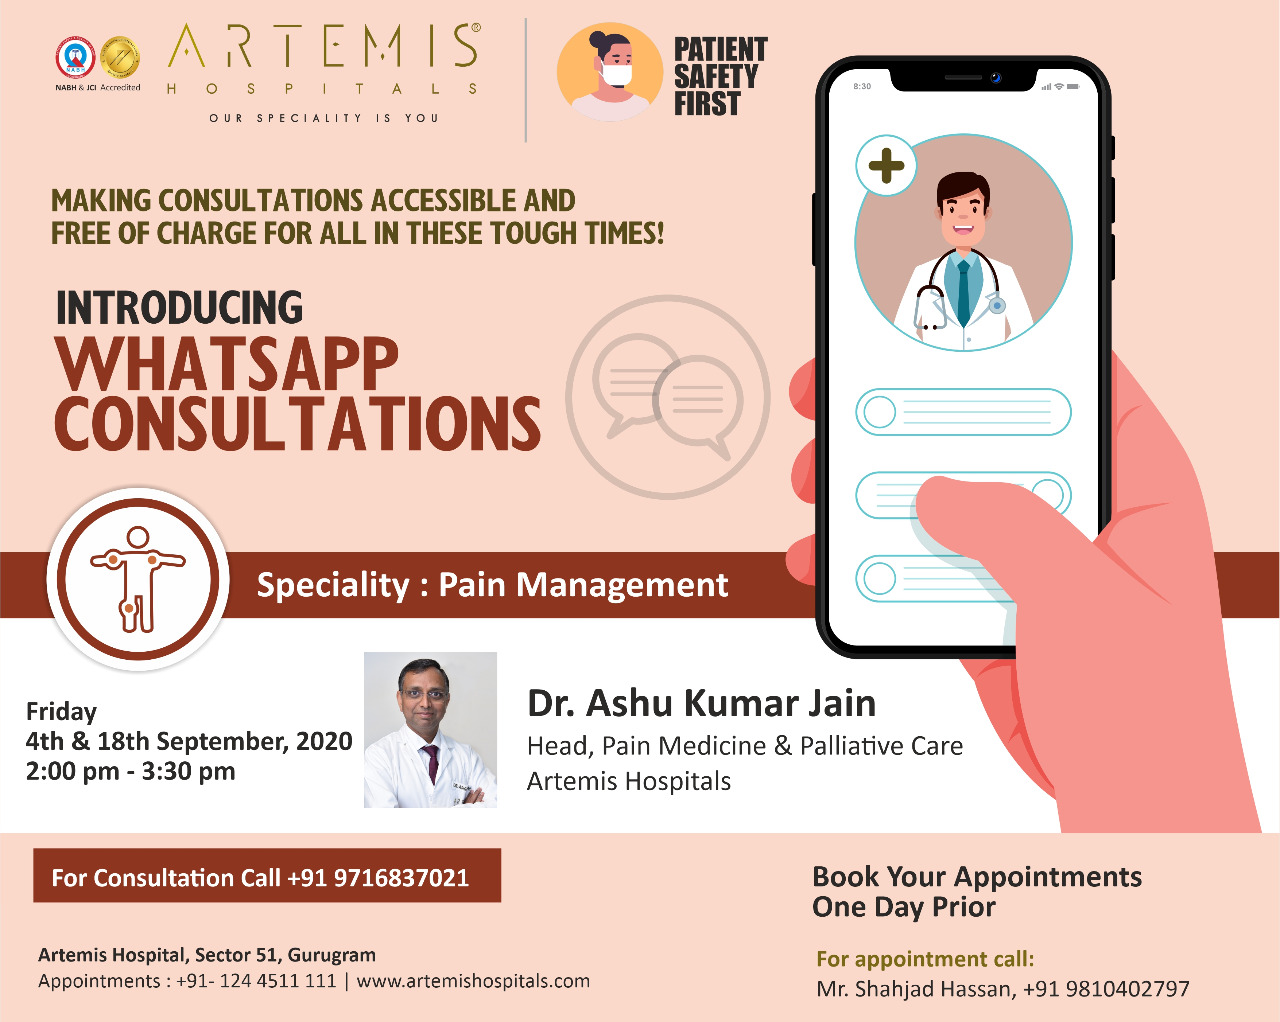 ARTEMIS®
HOSPITALS
OUR SPECIALITY IS YOU
NABH
NABH & JCI Accredited
PATIENT
SAFETY
FIRST
8:30
MAKING CONSULTATIONS ACCESSIBLE AND
FREE OF CHARGE FOR ALL IN THESE TOUGH TIMES!
INTRODUCING
WHATSAPP
CONSULTATIONS
Speciality : Pain Management
Friday
4th & 18th September, 2020
2:00 pm - 3:30 pm
Dr. Ashu Kumar Jain
Head, Pain Medicine & Palliative Care
Artemis Hospitals
For Consultation Call +91 9716837021
Book Your Appointments
One Day Prior
Artemis Hospital, Sector 51, Gurugram
Appointments : +91- 124 4511 111 | www.artemishospitals.com
For appointment call:
Mr. Shahjad Hassan, +91 9810402797